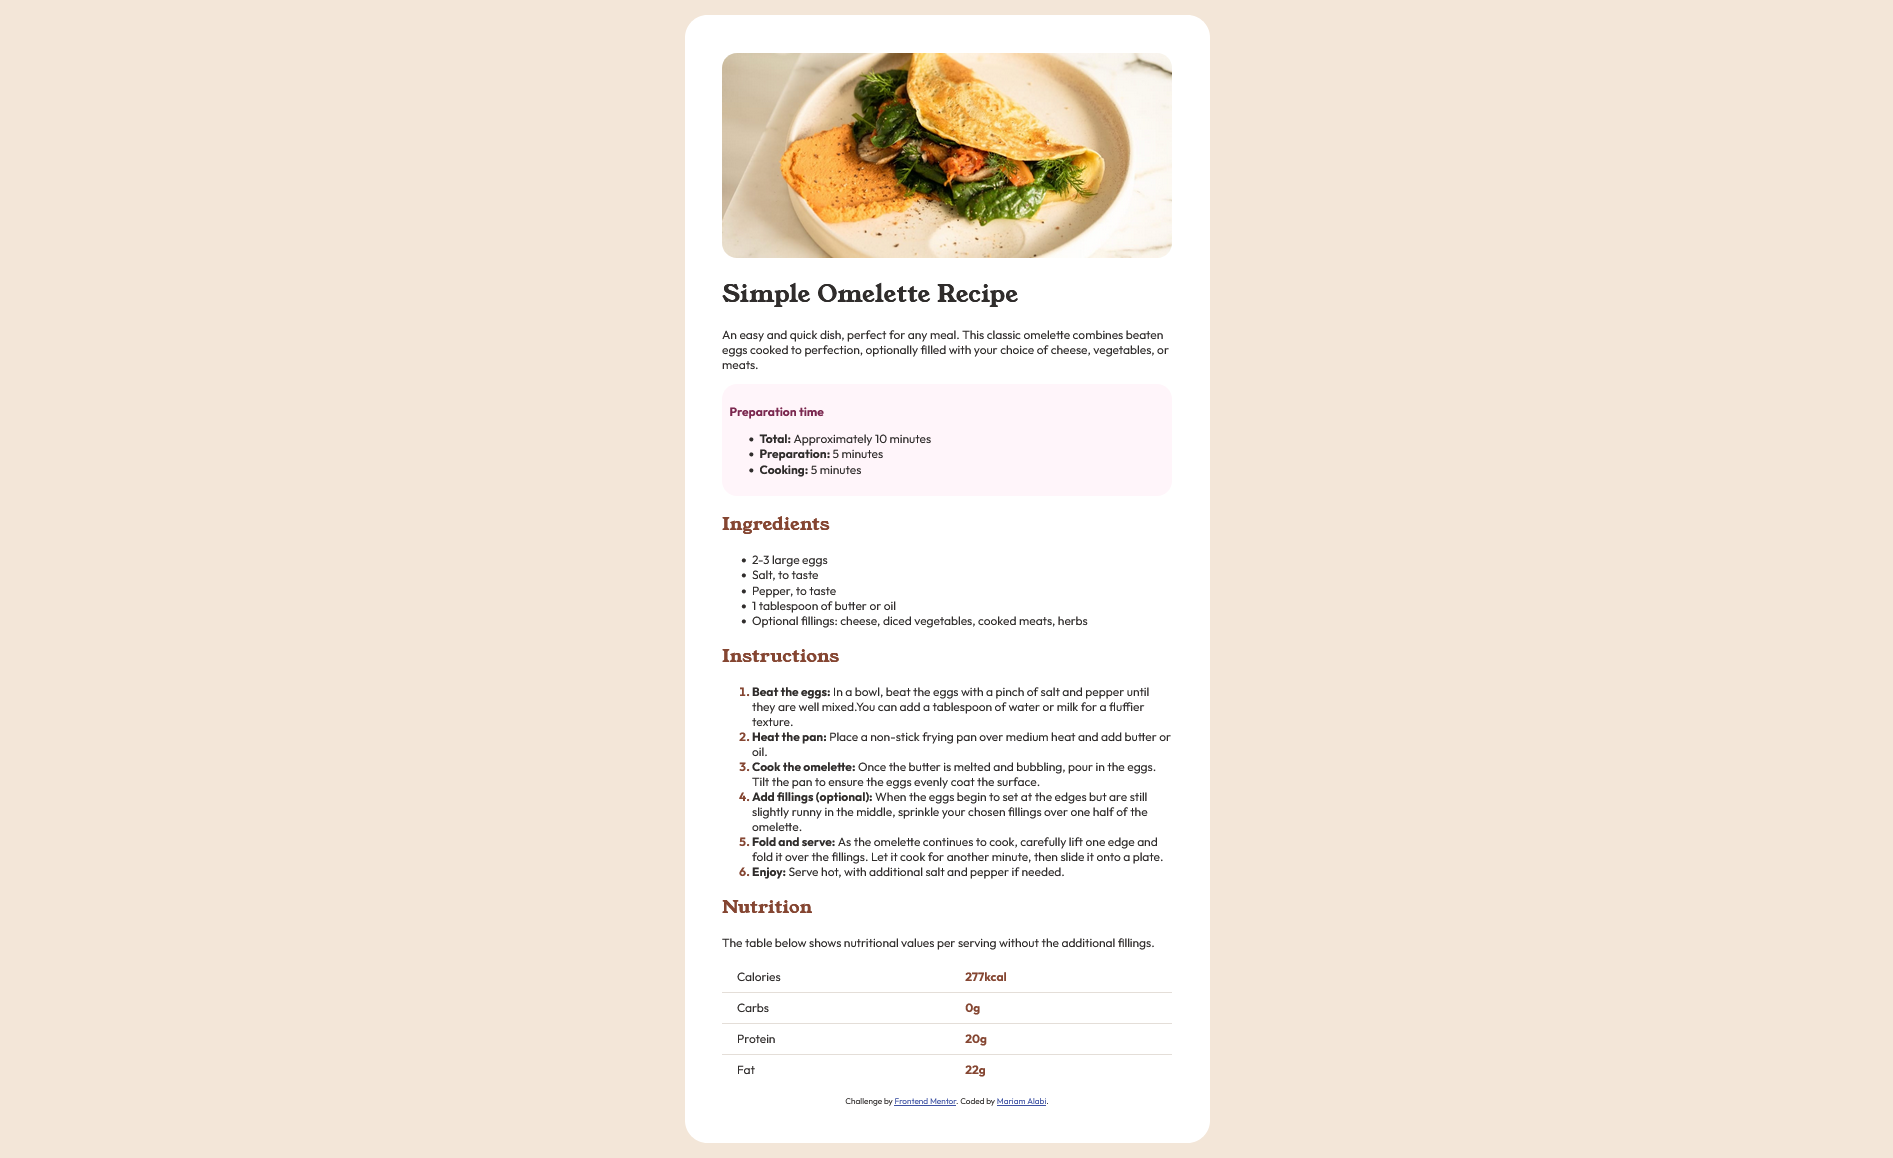 Simple Omelette Recipe
An easy and quick dish, perfect for any meal. This classic omelette combines beaten
eggs cooked to perfection, optionally filled with your choice of cheese, vegetables, or
meats.
Preparation time
• Total: Approximately 10 minutes
• Preparation: 5 minutes
• Cooking: 5 minutes
Ingredients
• 2-3 large eggs
• Salt, to taste
• Pepper, to taste
• 1 tablespoon of butter or oil
• Optional fillings: cheese, diced vegetables, cooked meats, herbs
Instructions
1. Beat the eggs: In a bowl, beat the eggs with a pinch of salt and pepper until
they are well mixed.You can add a tablespoon of water or milk for a fluffier
texture.
2. Heat the pan: Place a non-stick frying pan over medium heat and add butter or
oil.
3. Cook the omelette: Once the butter is melted and bubbling, pour in the eggs.
Tilt the pan to ensure the eggs evenly coat the surface.
4. Add fillings (optional): When the eggs begin to set at the edges but are still
slightly runny in the middle, sprinkle your chosen fillings over one half of the
omelette.
5. Fold and serve: As the omelette continues to cook, carefully lift one edge and
fold it over the fillings. Let it cook for another minute, then slide it onto a plate.
6. Enjoy: Serve hot, with additional salt and pepper if needed.
Nutrition
The table below shows nutritional values per serving without the additional fillings.
Calories 277kcal
Carbs 0g
Protein 20g
Fat 22g
Challenge by Frontend Mentor. Coded by Mariam Alabi.